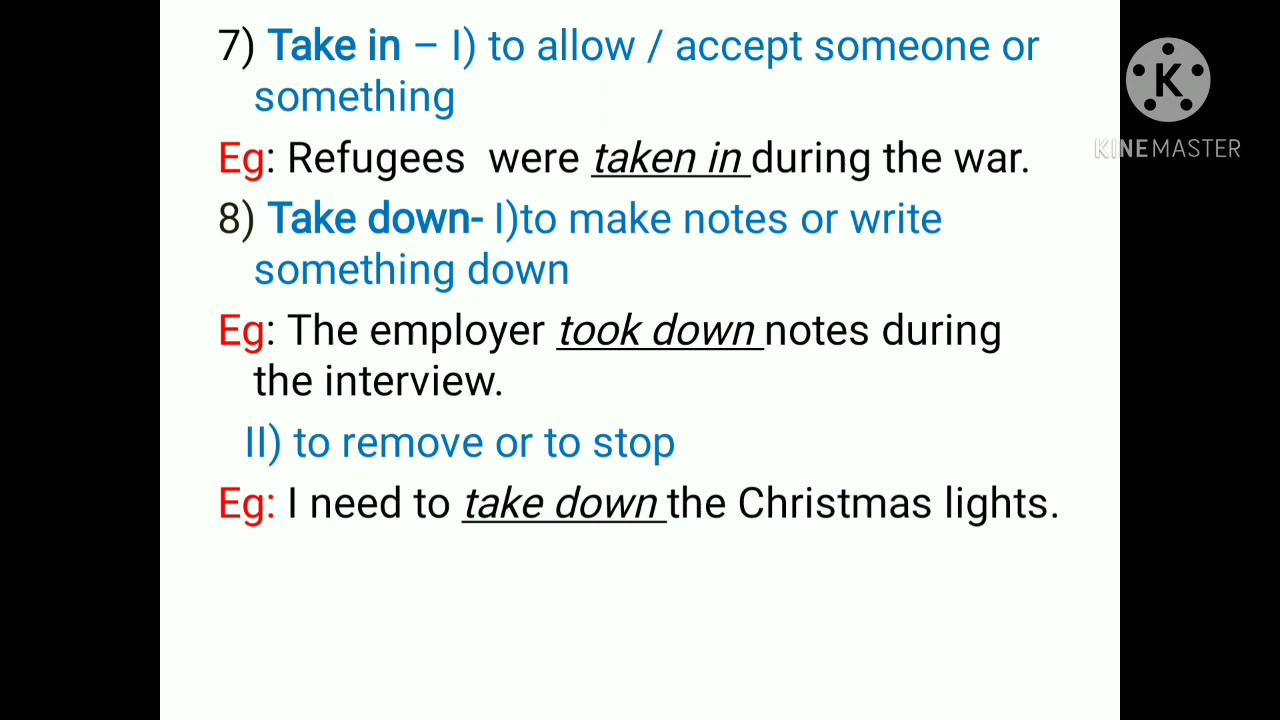 7) Take in – I) to allow / accept someone or
something
Eg: Refugees were taken in during the war.
8) Take down- I)to make notes or write
something down
Eg: The employer took down notes during
the interview.
II) to remove or to stop
Eg: I need to take down the Christmas lights.
K
KINEMASTER